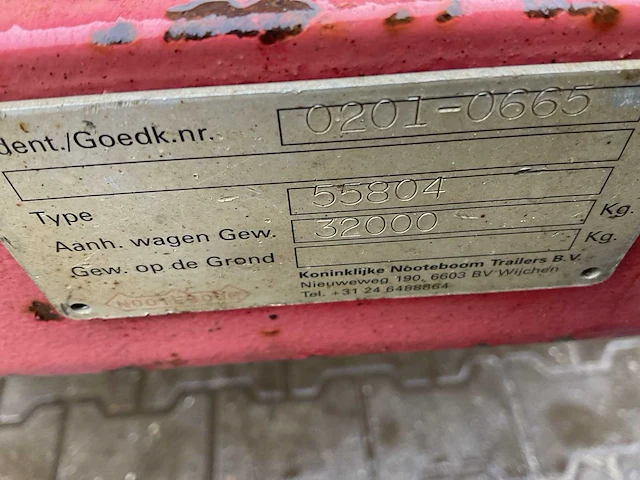 dent./Goedk.nr. 0201-0665
Type 55804
Aanh. wagen Gew. 32000 Kg.
Gew. op de Grond Kg.
Koninklijke Nooteboom Trailers B.V.
Nieuweweg 190, 6603 BV Wijchen
Tel. +31 24 6488864